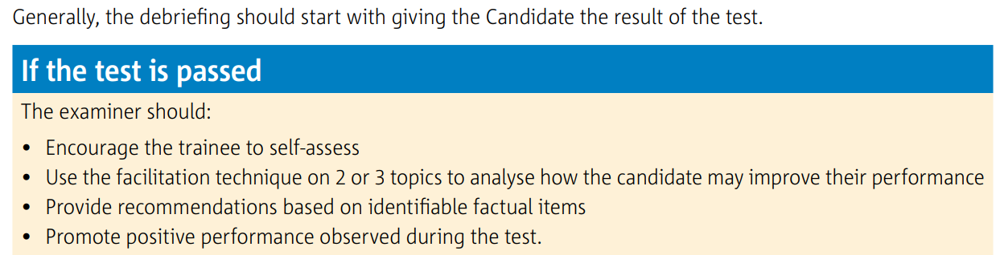 Generally, the debriefing should start with giving the Candidate the result of the test.
If the test is passed
The examiner should:
• Encourage the trainee to self-assess
• Use the facilitation technique on 2 or 3 topics to analyse how the candidate may improve their performance
• Provide recommendations based on identifiable factual items
• Promote positive performance observed during the test.